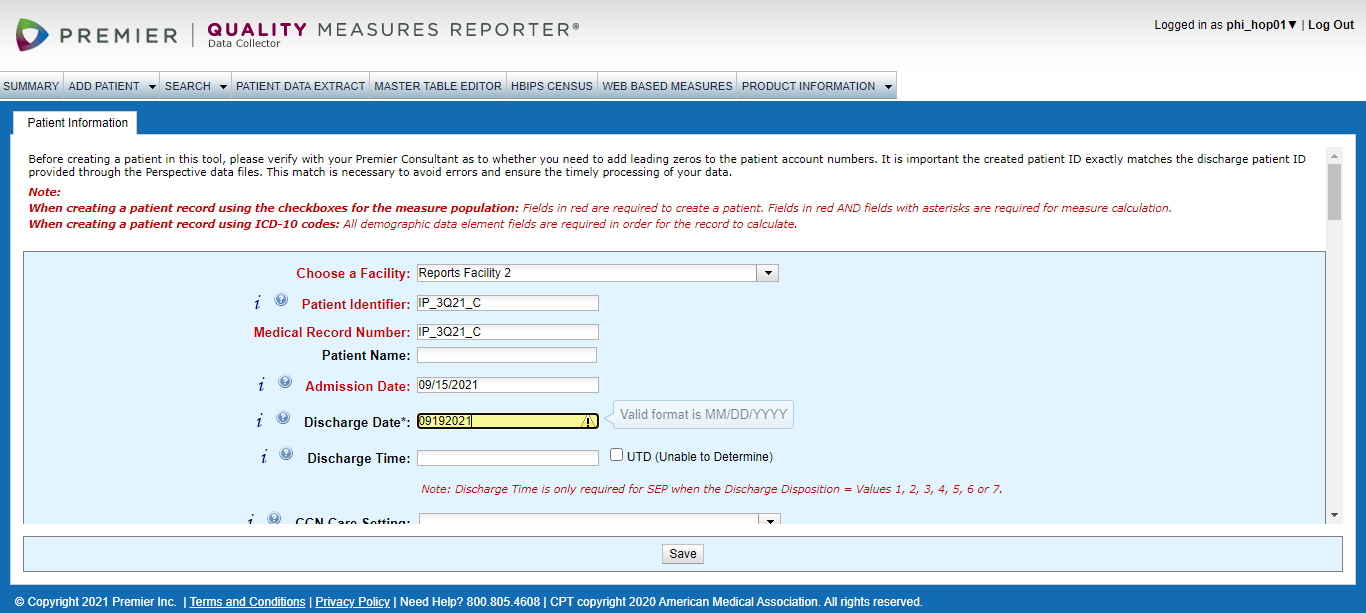 PREMIER | QUALITY MEASURES REPORTER®
Data Collector
Logged in as phi_hop01▼ | Log Out
SUMMARY ADD PATIENT SEARCH PATIENT DATA EXTRACT MASTER TABLE EDITOR HBIPS CENSUS WEB BASED MEASURES PRODUCT INFORMATION
Patient Information
Before creating a patient in this tool, please verify with your Premier Consultant as to whether you need to add leading zeros to the patient account numbers. It is important the created patient ID exactly matches the discharge patient ID
provided through the Perspective data files. This match is necessary to avoid errors and ensure the timely processing of your data.
Note:
When creating a patient record using the checkboxes for the measure population: Fields in red are required to create a patient. Fields in red AND fields with asterisks are required for measure calculation.
When creating a patient record using ICD-10 codes: All demographic data element fields are required in order for the record to calculate.
Choose a Facility: Reports Facility 2
i ? Patient Identifier: IP_3Q21_C
Medical Record Number: IP_3Q21_C
Patient Name:
i ? Admission Date: 09/15/2021
i ? Discharge Date*: 09192021 Valid format is MM/DD/YYYY
i ? Discharge Time: UTD (Unable to Determine)
Note: Discharge Time is only required for SEP when the Discharge Disposition = Values 1, 2, 3, 4, 5, 6 or 7.
i ? CCN Care Setting:
Save
© Copyright 2021 Premier Inc. | Terms and Conditions | Privacy Policy | Need Help? 800.805.4608 | CPT copyright 2020 American Medical Association. All rights reserved.